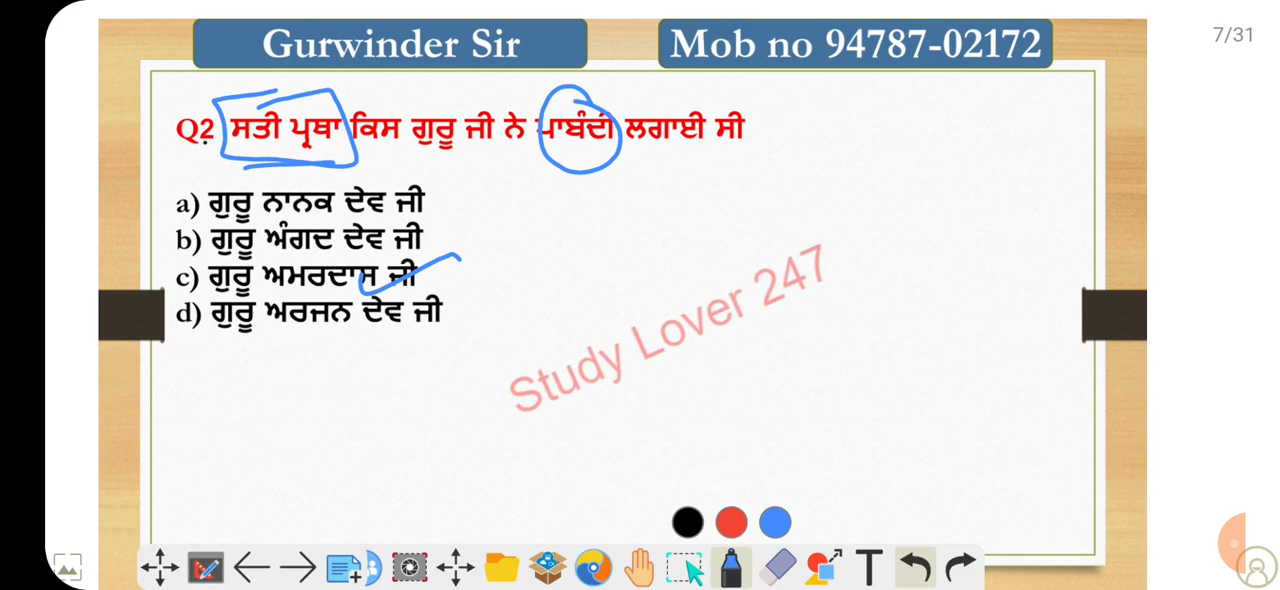 7/31
Gurwinder Sir
Mob no 94787-02172
Q2 ਸਤੀ ਪ੍ਰਥਾ ਕਿਸ ਗੁਰੂ ਜੀ ਨੇ ਪਾਬੰਦੀ ਲਗਾਈ ਸੀ
a) ਗੁਰੂ ਨਾਨਕ ਦੇਵ ਜੀ
b) ਗੁਰੂ ਅੰਗਦ ਦੇਵ ਜੀ
c) ਗੁਰੂ ਅਮਰਦਾਸ ਜੀ
d) ਗੁਰੂ ਅਰਜਨ ਦੇਵ ਜੀ
Study Lover 247
T